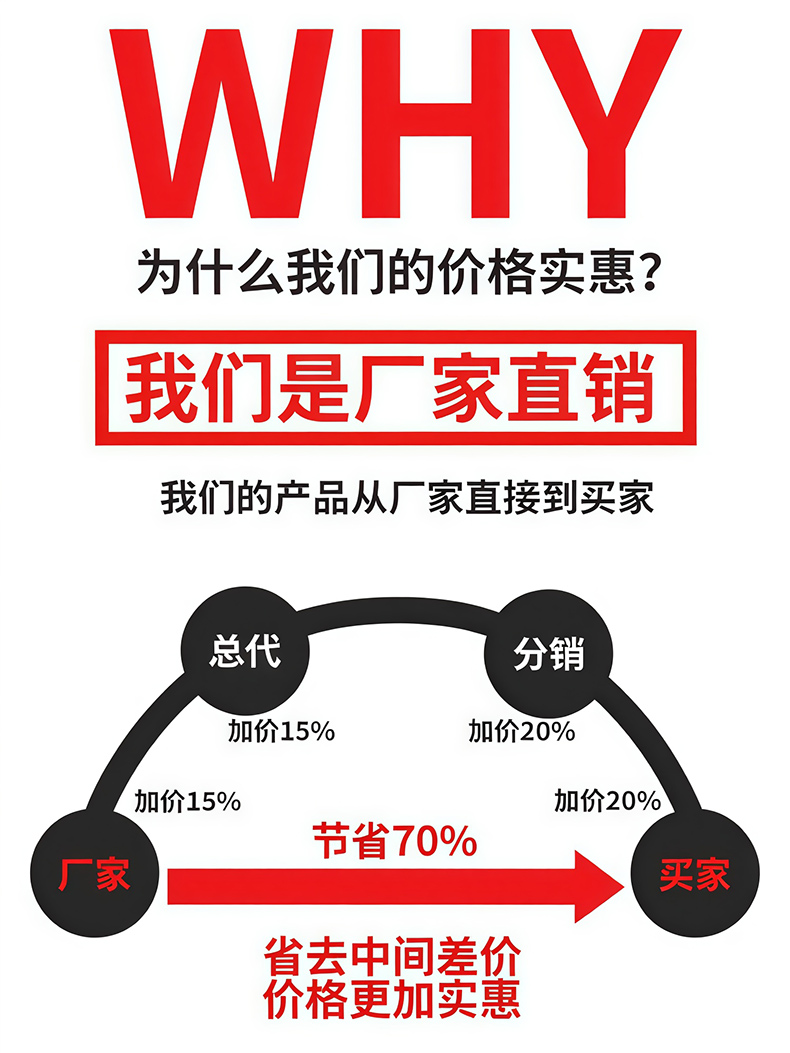 WHY
为什么我们的价格实惠？
我们是厂家直销
我们的产品从厂家直接到买家
总代
分销
加价15%
加价20%
加价15%
加价20%
节省70%
厂家
买家
省去中间差价
价格更加实惠